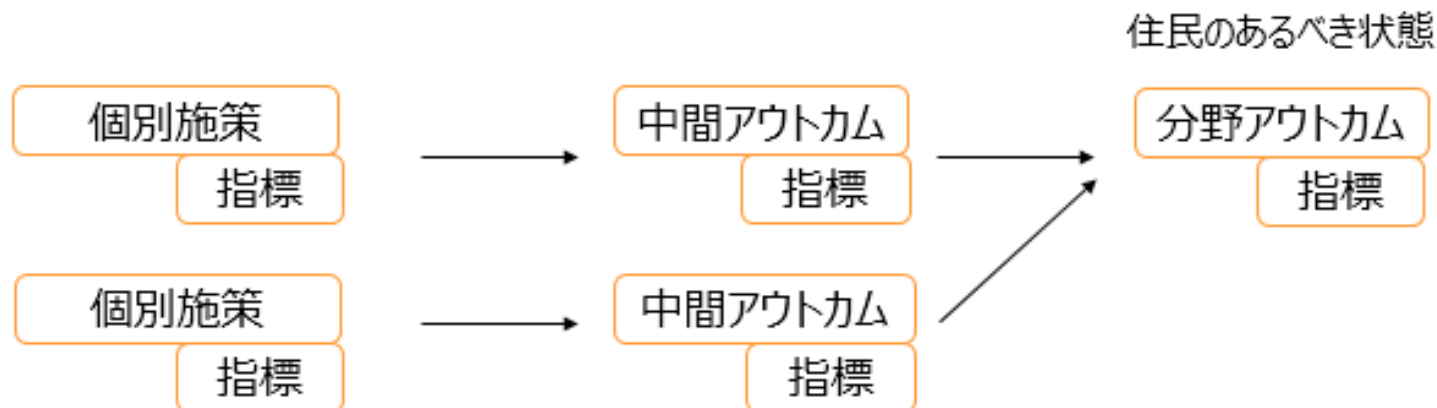 住民のあるべき状態
個別施策
中間アウトカム
分野アウトカム
指標
指標
指標
個別施策
中間アウトカム
指標
指標